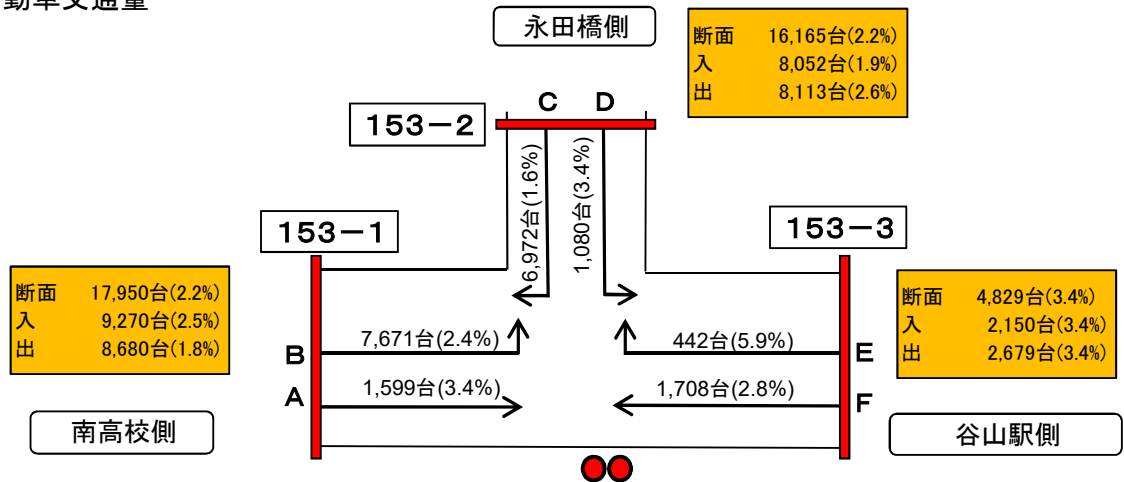 動車交通量
永田橋側
断面 16,165台(2.2%)
入 8,052台(1.9%)
出 8,113台(2.6%)
C D
153－2
6,972台(1.6%)
1,080台(3.4%)
153－1
153－3
断面 17,950台(2.2%)
入 9,270台(2.5%)
出 8,680台(1.8%)
断面 4,829台(3.4%)
入 2,150台(3.4%)
出 2,679台(3.4%)
B 7,671台(2.4%)
442台(5.9%) E
A 1,599台(3.4%)
1,708台(2.8%) F
南高校側
谷山駅側